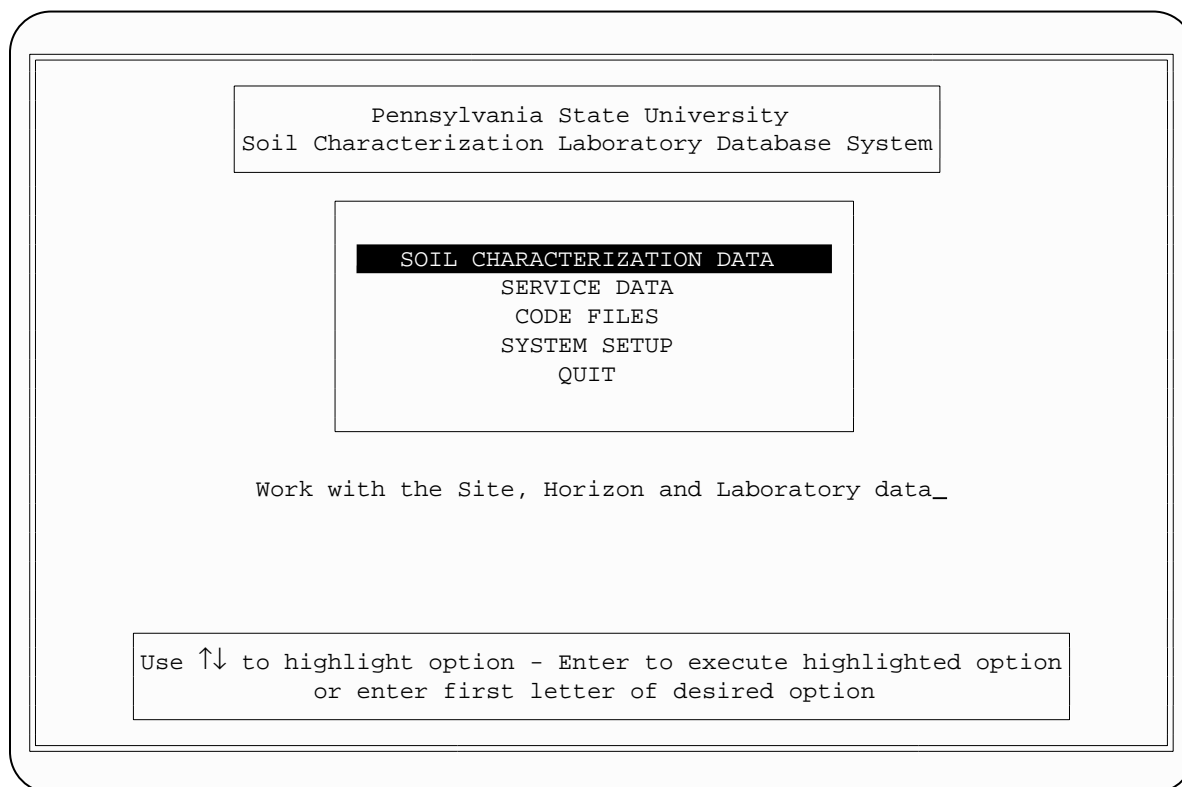 Pennsylvania State University
Soil Characterization Laboratory Database System
SOIL CHARACTERIZATION DATA
SERVICE DATA
CODE FILES
SYSTEM SETUP
QUIT
Work with the Site, Horizon and Laboratory data_
Use ↑↓ to highlight option - Enter to execute highlighted option
or enter first letter of desired option